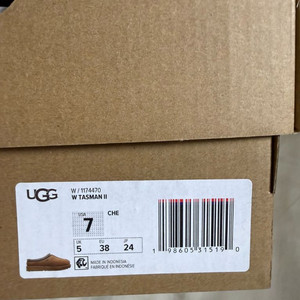 UGG
W / 1174470
W TASMAN II
USA 7 CHE
UK 5 EU 38 JP 24
MADE IN INDONESIA
FABRIQUÉ EN INDONÉSIE
1 98605 31519 0